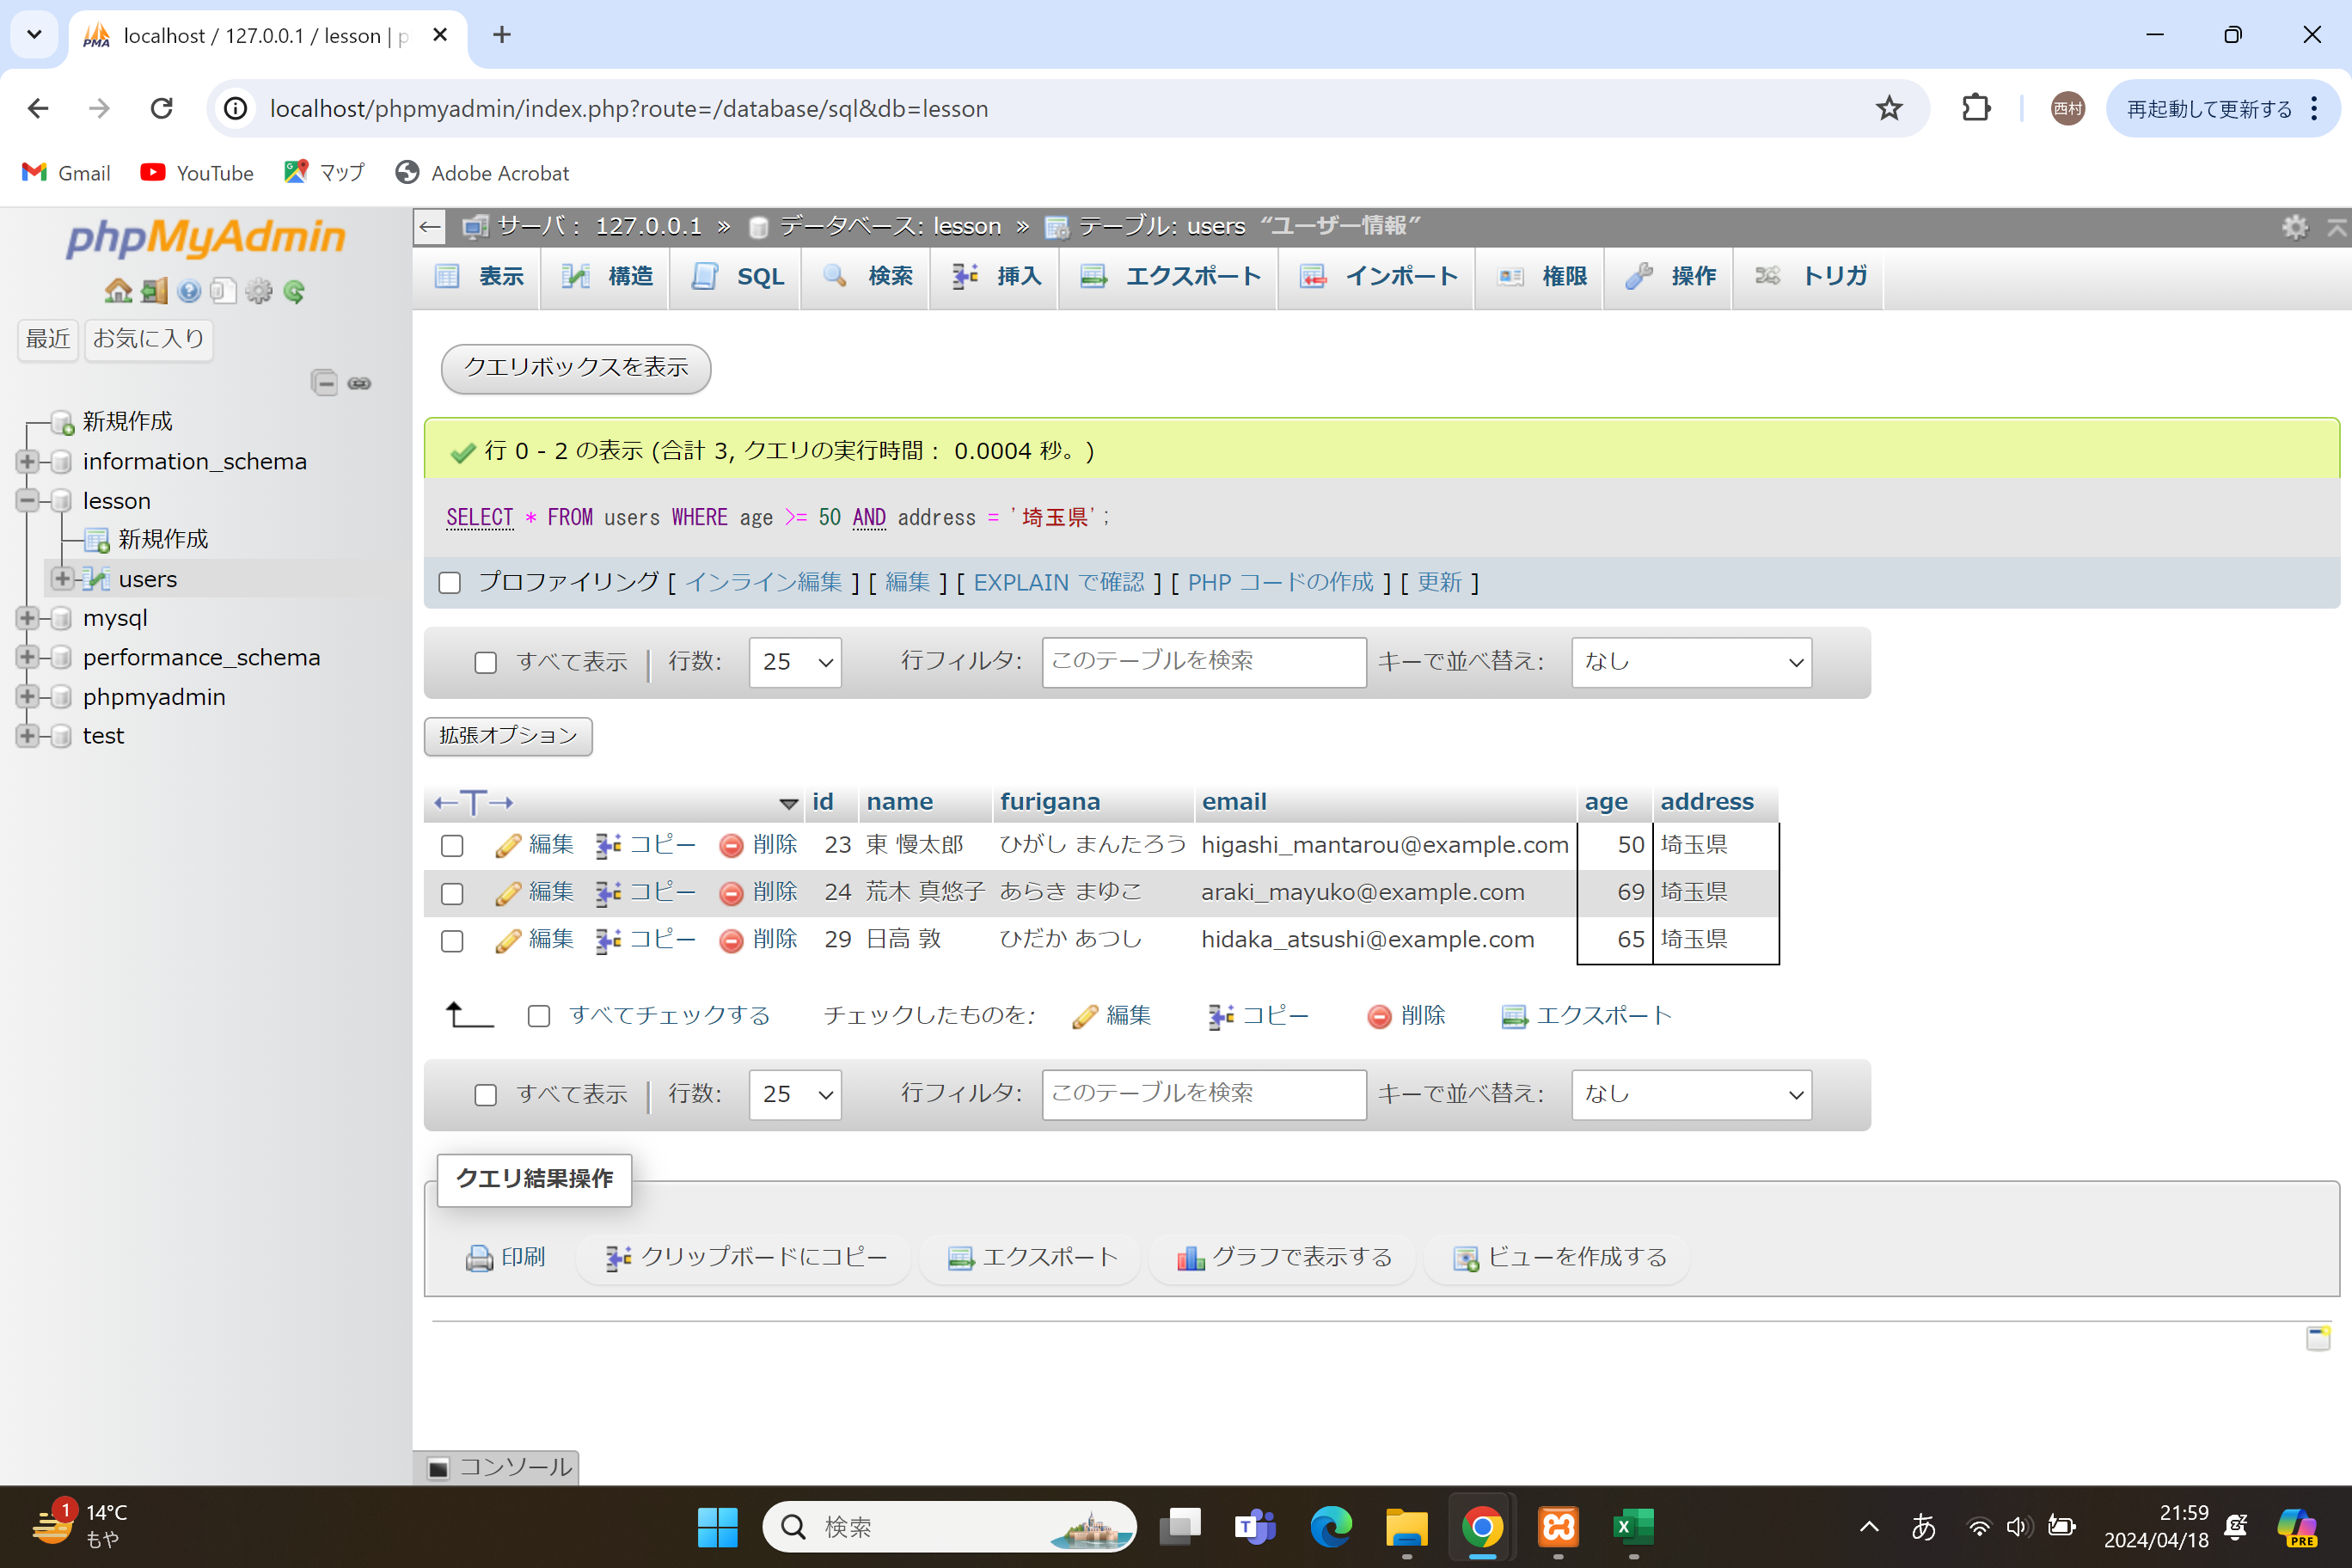 localhost / 127.0.0.1 / lesson | p
localhost/phpmyadmin/index.php?route=/database/sql&db=lesson
西村
再起動して更新する
Gmail YouTube マップ Adobe Acrobat
phpMyAdmin
最近 お気に入り
新規作成
information_schema
lesson
新規作成
users
mysql
performance_schema
phpmyadmin
test
サーバ： 127.0.0.1 » データベース: lesson » テーブル: users “ユーザー情報”
表示 構造 SQL 検索 挿入 エクスポート インポート 権限 操作 トリガ
クエリボックスを表示
行 0 - 2 の表示 (合計 3, クエリの実行時間： 0.0004 秒。)
SELECT * FROM users WHERE age >= 50 AND address = '埼玉県';
プロファイリング [ インライン編集 ] [ 編集 ] [ EXPLAIN で確認 ] [ PHP コードの作成 ] [ 更新 ]
すべて表示 | 行数: 25 行フィルタ: このテーブルを検索 キーで並べ替え: なし
拡張オプション
←T→ id name furigana email age address
編集 コピー 削除 23 東 慢太郎 ひがし まんたろう higashi_mantarou@example.com 50 埼玉県
編集 コピー 削除 24 荒木 真悠子 あらき まゆこ araki_mayuko@example.com 69 埼玉県
編集 コピー 削除 29 日高 敦 ひだか あつし hidaka_atsushi@example.com 65 埼玉県
すべてチェックする チェックしたものを: 編集 コピー 削除 エクスポート
すべて表示 | 行数: 25 行フィルタ: このテーブルを検索 キーで並べ替え: なし
クエリ結果操作
印刷 クリップボードにコピー エクスポート グラフで表示する ビューを作成する
コンソール
1 14°C
もや
検索
あ
21:59
2024/04/18
PRE